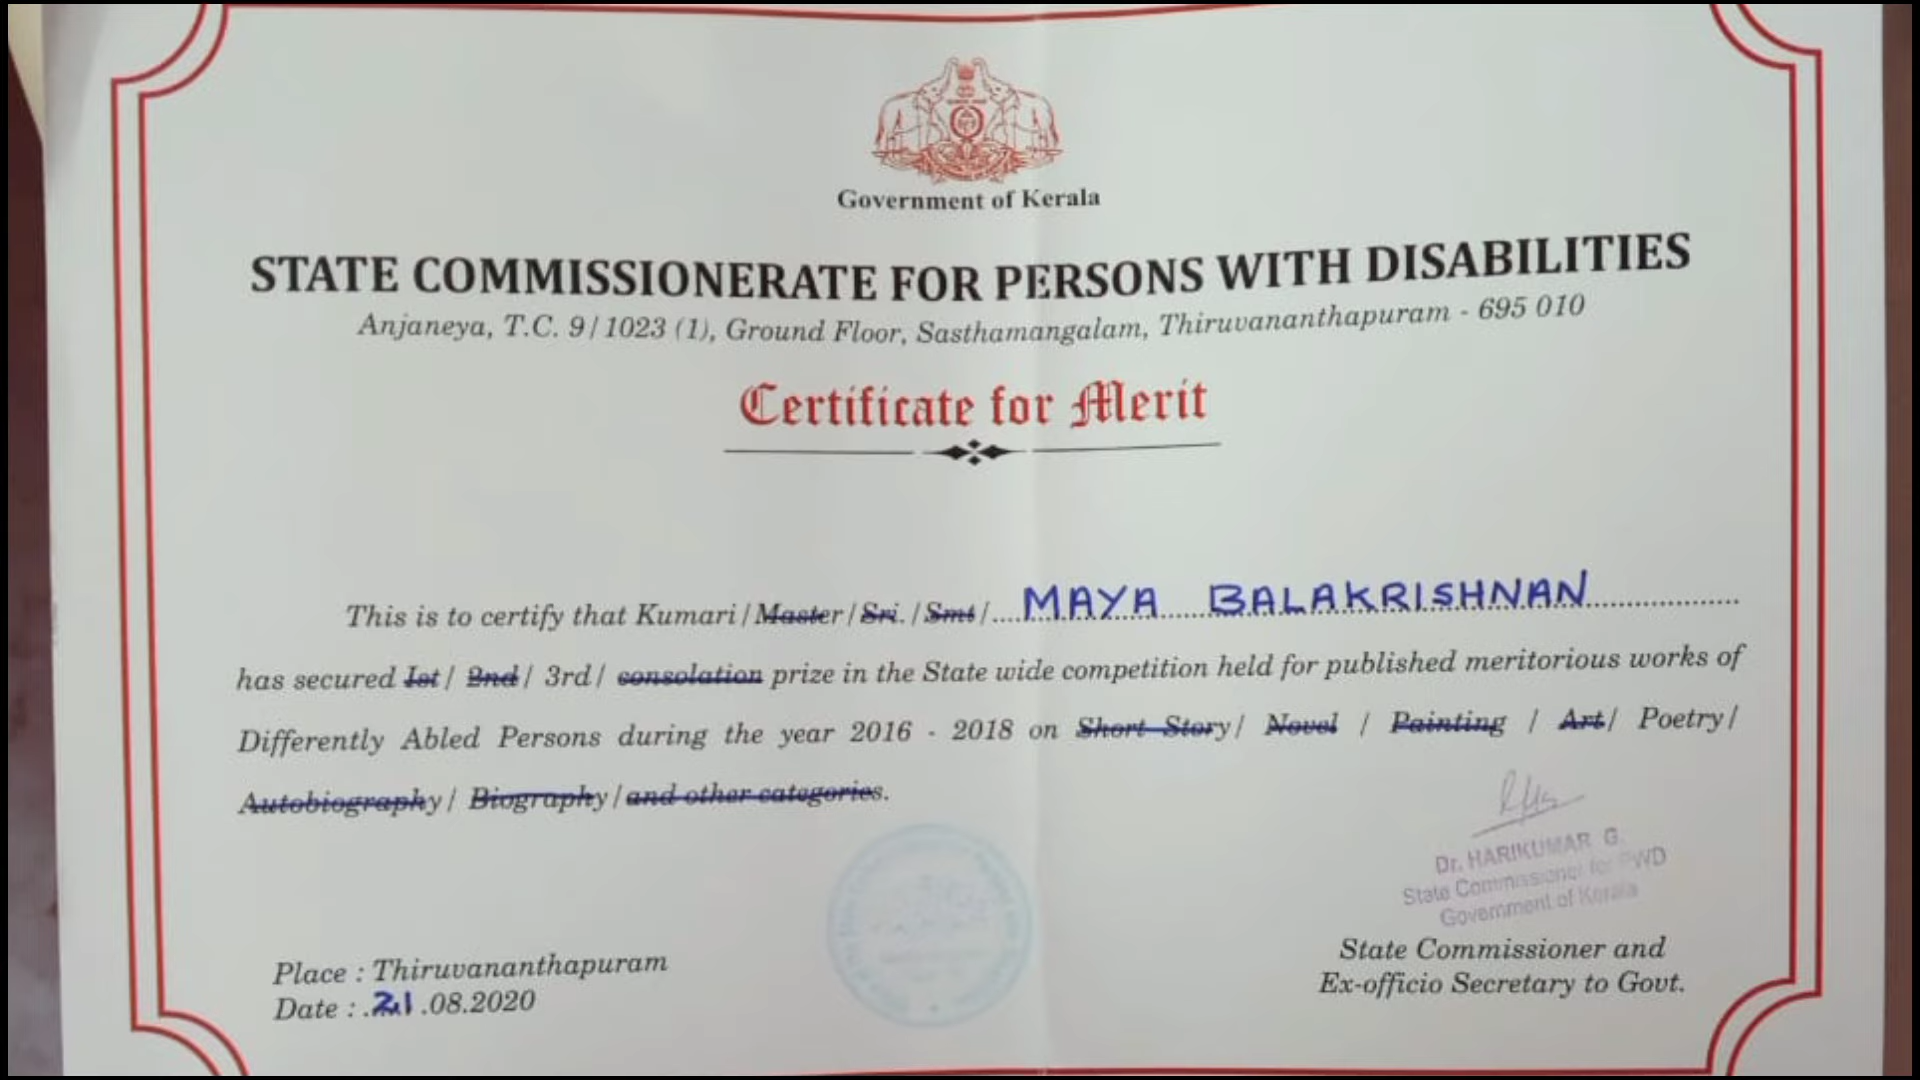 Government of Kerala
STATE COMMISSIONERATE FOR PERSONS WITH DISABILITIES
Anjaneya, T.C. 9/1023 (1), Ground Floor, Sasthamangalam, Thiruvananthapuram - 695 010
Certificate for Merit
This is to certify that Kumari/Master/Sri./Smt/....MAYA BALAKRISHNAN....
has secured Ist/ 2nd/ 3rd/ consolation prize in the State wide competition held for published meritorious works of
Differently Abled Persons during the year 2016 - 2018 on Short Story/ Novel / Painting / Art/ Poetry/
Autobiography/ Biography/and other categories.
Dr. HARIKUMAR G.
State Commissioner for PWD
Government of Kerala
State Commissioner and
Ex-officio Secretary to Govt.
Place : Thiruvananthapuram
Date : .21.08.2020